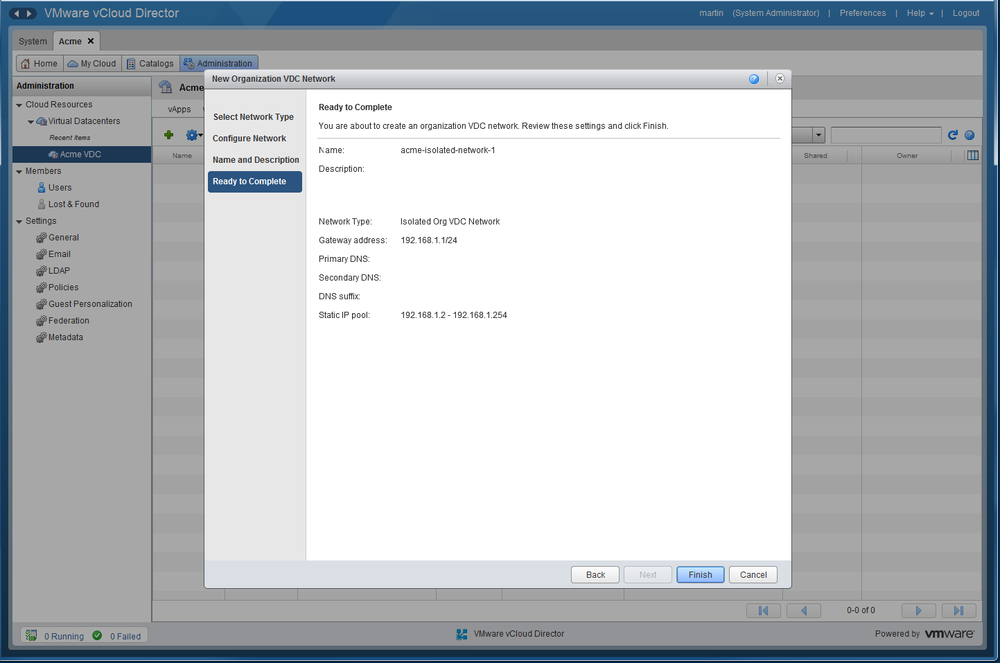 VMware vCloud Director
martin (System Administrator) | Preferences | Help | Logout
System
Acme
Home
My Cloud
Catalogs
Administration
Administration
Cloud Resources
Virtual Datacenters
Recent Items
Acme VDC
Members
Users
Lost & Found
Settings
General
Email
LDAP
Policies
Guest Personalization
Federation
Metadata
Acme
vApps
Name
Shared
Owner
New Organization VDC Network
Select Network Type
Configure Network
Name and Description
Ready to Complete
Ready to Complete
You are about to create an organization VDC network. Review these settings and click Finish.
Name: acme-isolated-network-1
Description:
Network Type: Isolated Org VDC Network
Gateway address: 192.168.1.1/24
Primary DNS:
Secondary DNS:
DNS suffix:
Static IP pool: 192.168.1.2 - 192.168.1.254
Back
Next
Finish
Cancel
0-0 of 0
0 Running
0 Failed
VMware vCloud Director
Powered by vmware